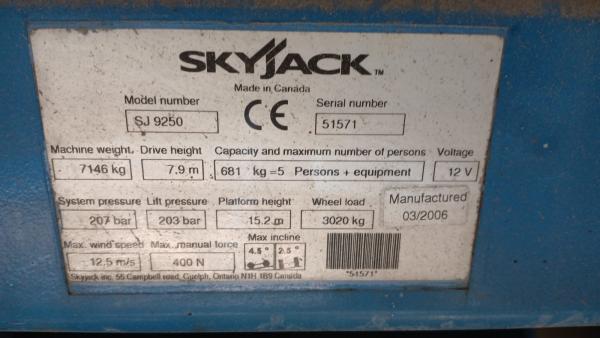 SKYJACK TM
Made in Canada
Model number
SJ 9250
CE
Serial number
51571
Machine weight
7146 kg
Drive height
7.9 m
Capacity and maximum number of persons
681 kg =5 Persons + equipment
Voltage
12 V
System pressure
207 bar
Lift pressure
203 bar
Platform height
15.2 m
Wheel load
3020 kg
Manufactured
03/2006
Max. wind speed
12.5 m/s
Max. manual force
400 N
Max incline
4.5 ° 2.5 °
*51571*
Skyjack inc. 55 Campbell road, Guelph, Ontario N1H 1B9 Canada